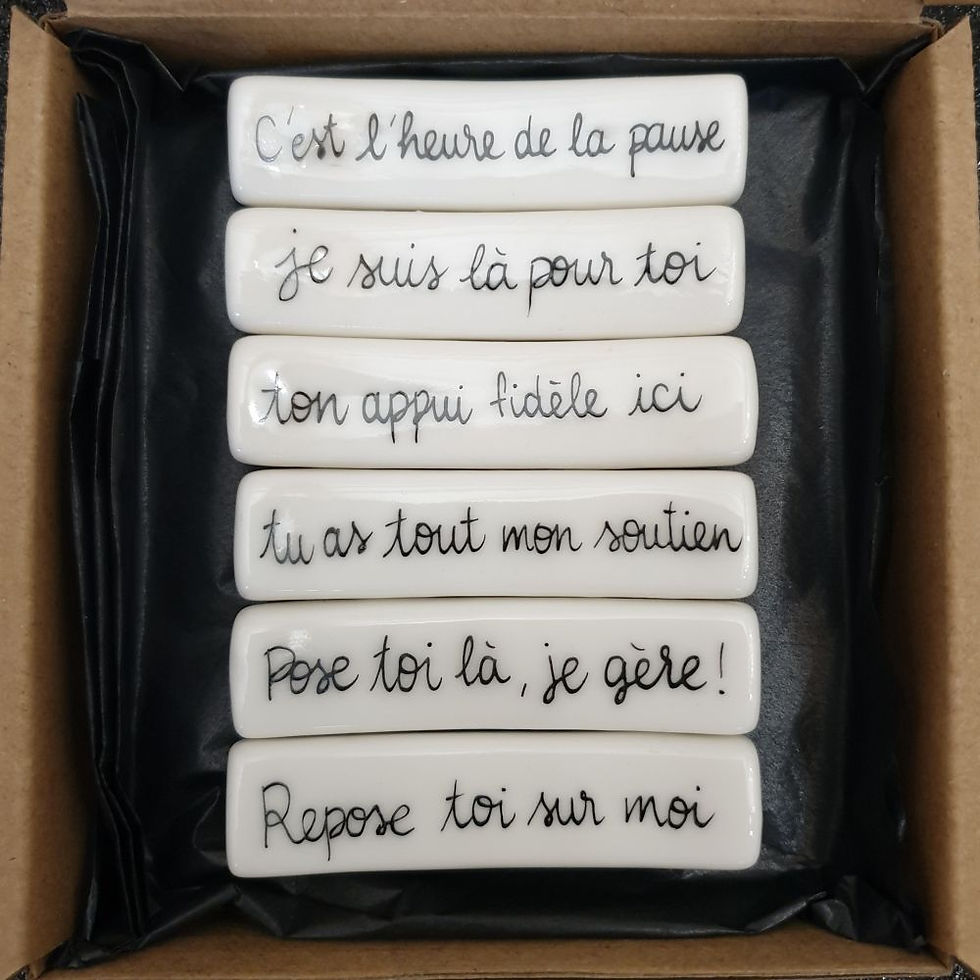 C'est l'heure de la pause
je suis là pour toi
ton appui fidèle ici
tu as tout mon soutien
Pose toi là, je gère!
Repose toi sur moi